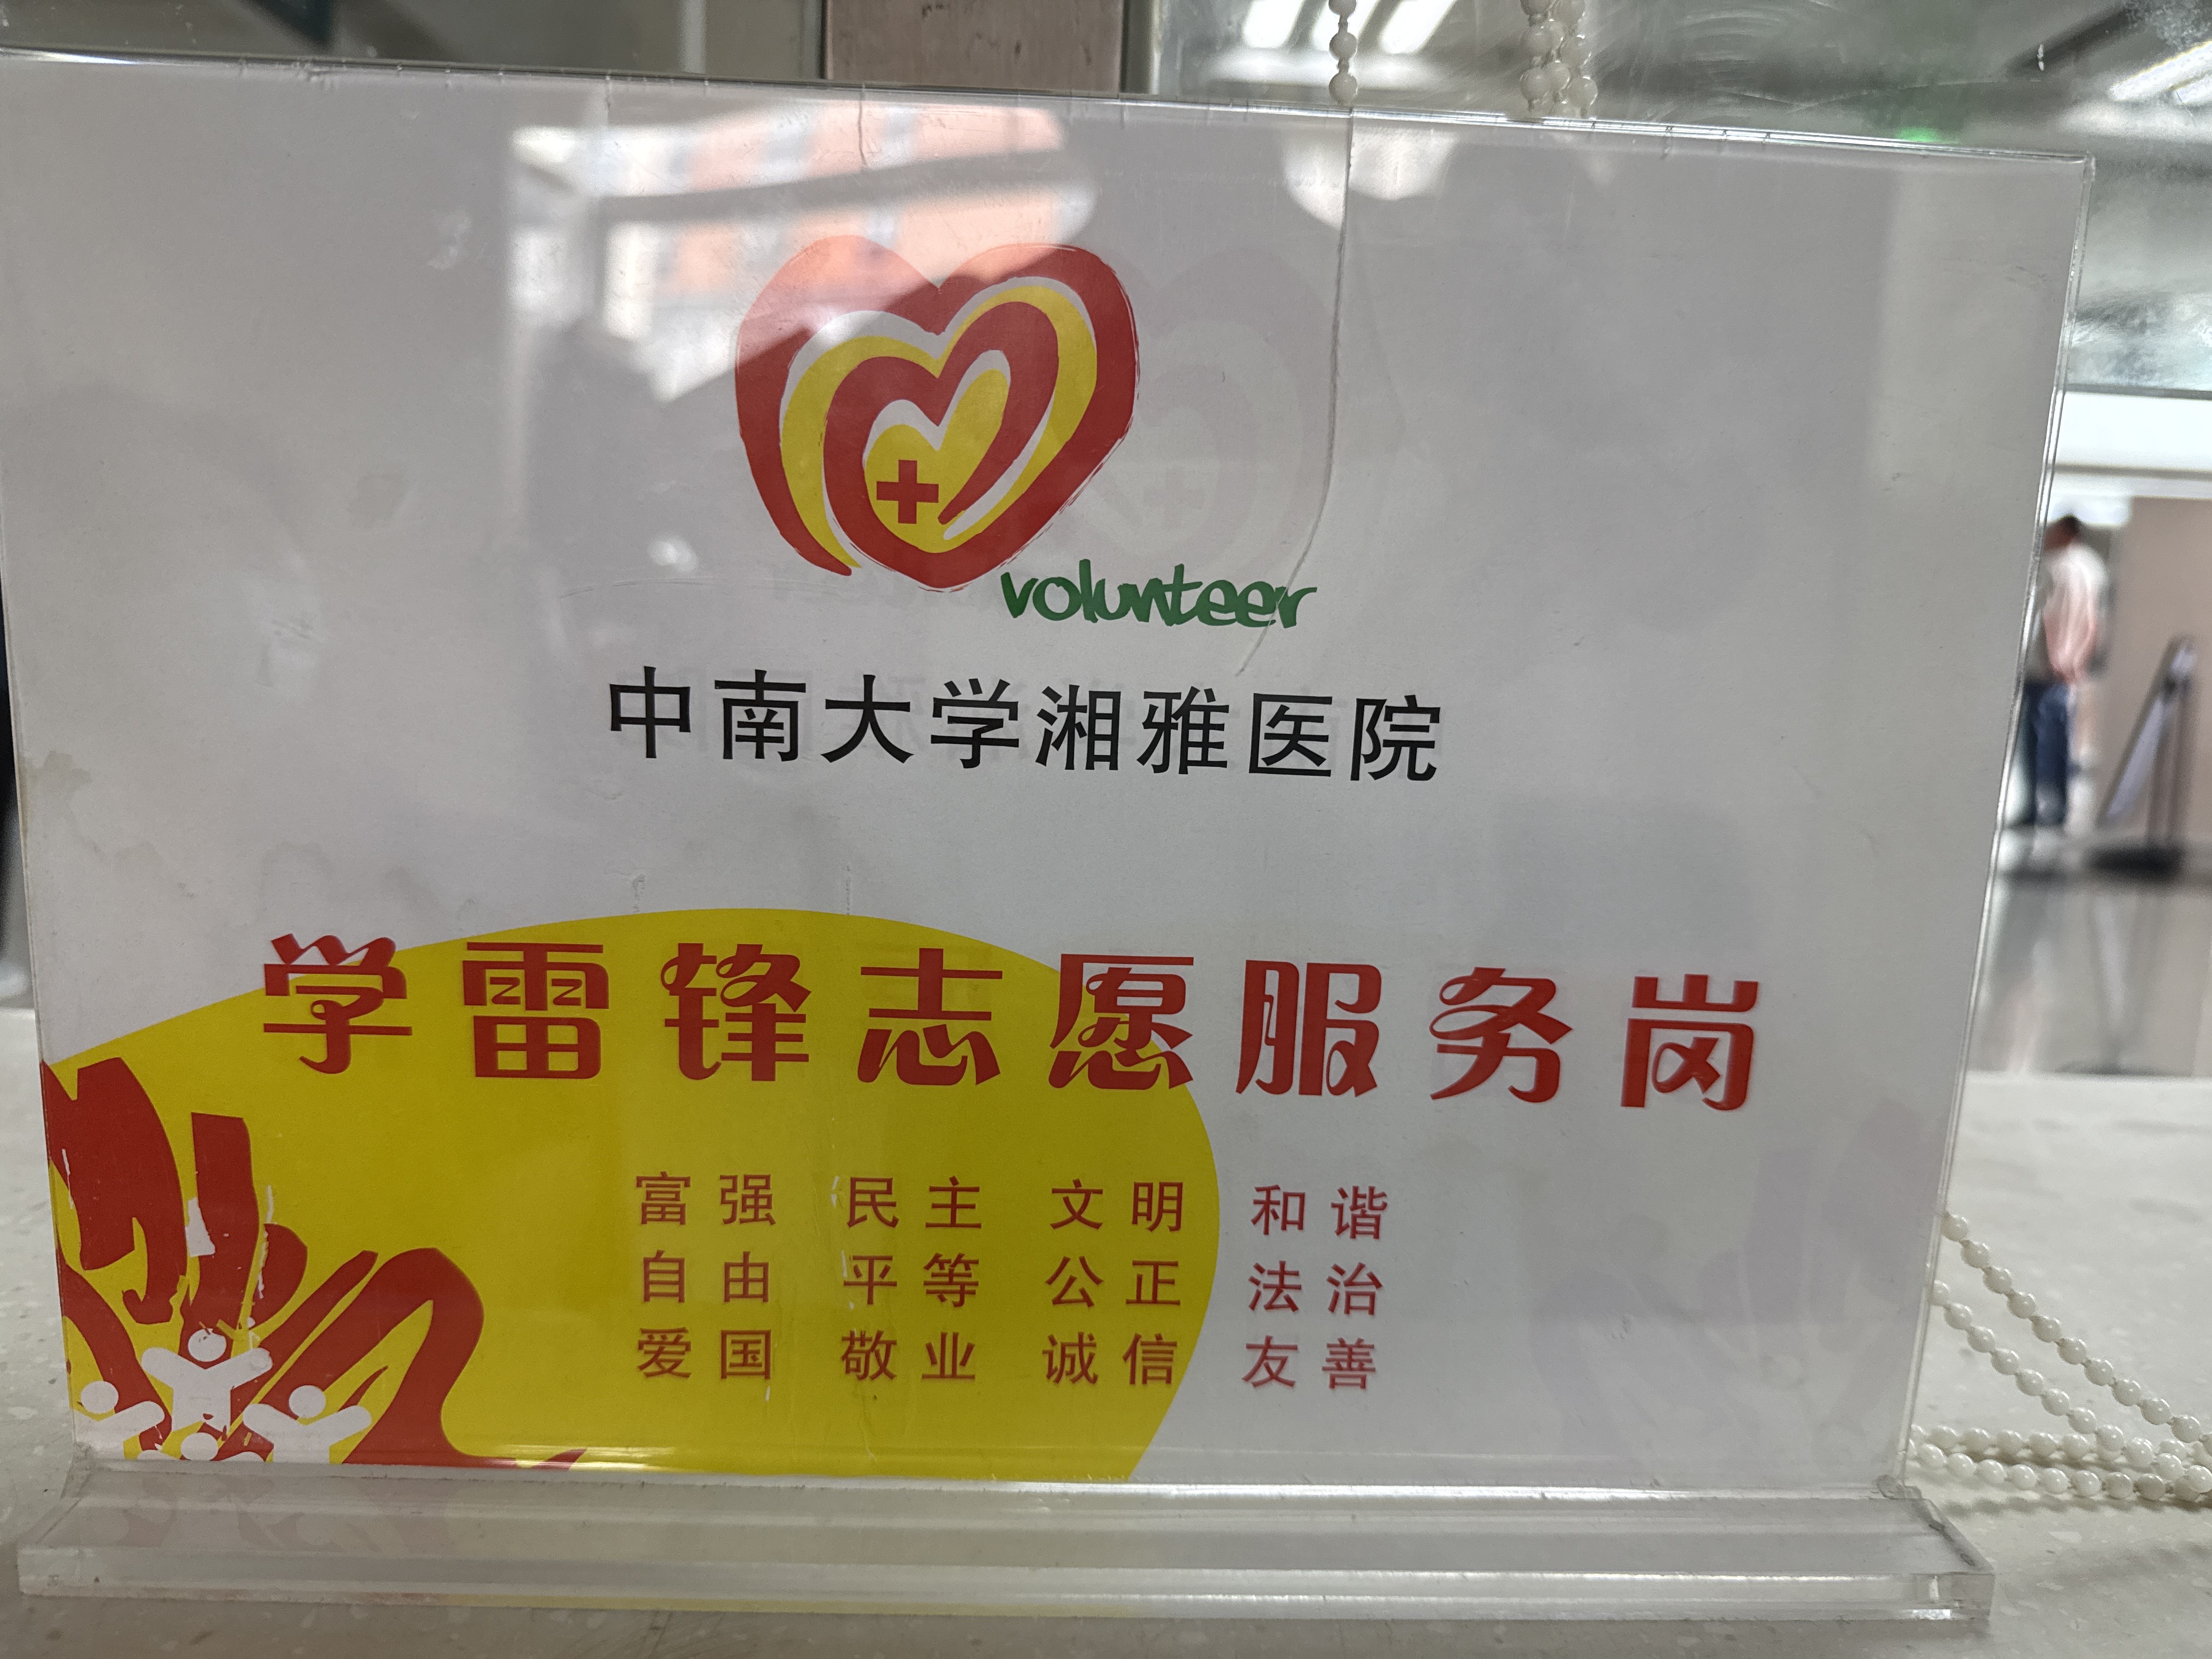 volunteer
中南大学湘雅医院
学雷锋志愿服务岗
富强 民主 文明 和谐
自由 平等 公正 法治
爱国 敬业 诚信 友善